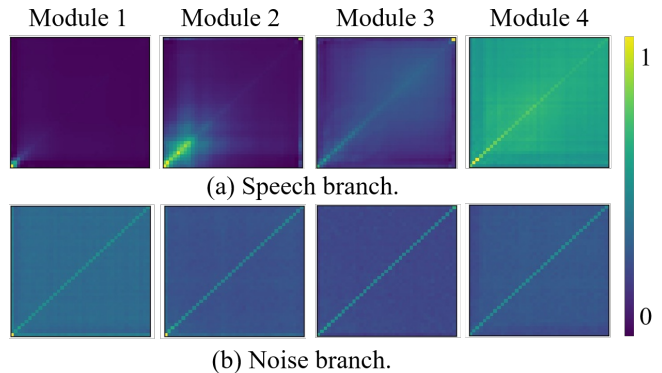 Module 1 Module 2 Module 3 Module 4
1
(a) Speech branch.
0
(b) Noise branch.